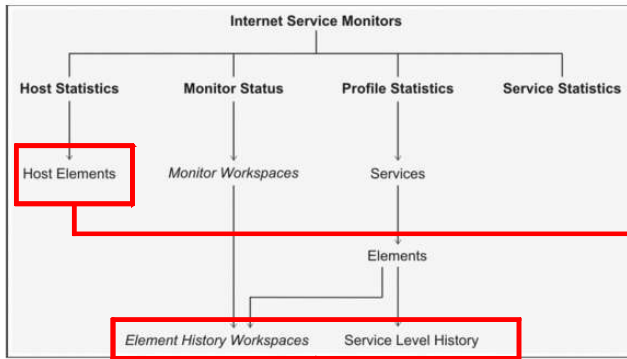 Internet Service Monitors
Host Statistics Monitor Status Profile Statistics Service Statistics
Host Elements Monitor Workspaces Services
Elements
Element History Workspaces Service Level History